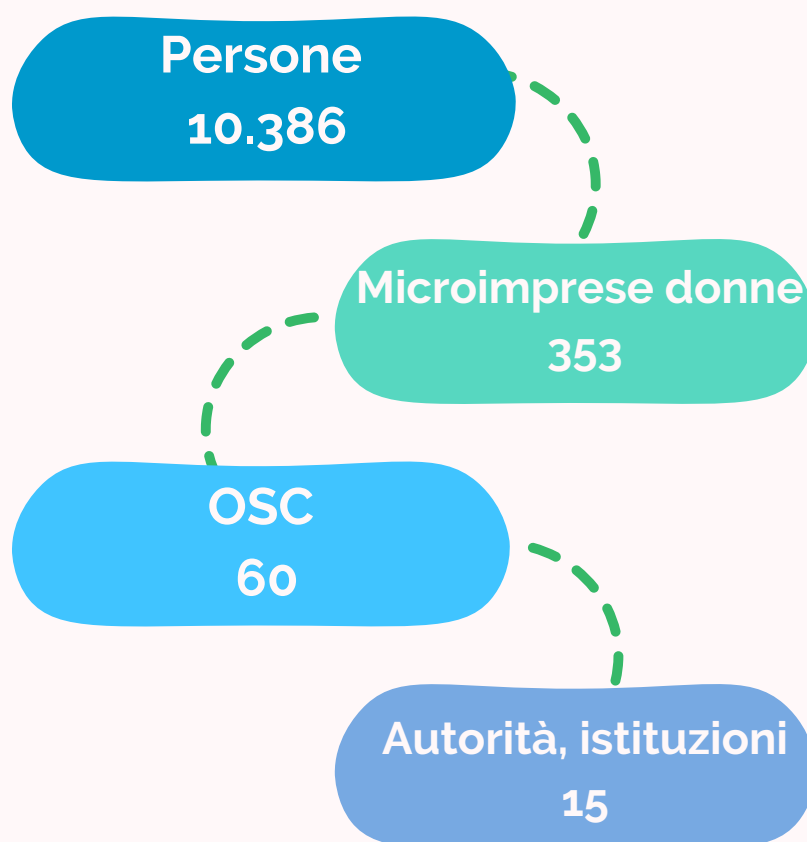 Persone
10.386
Microimprese donne
353
OSC
60
Autorità, istituzioni
15